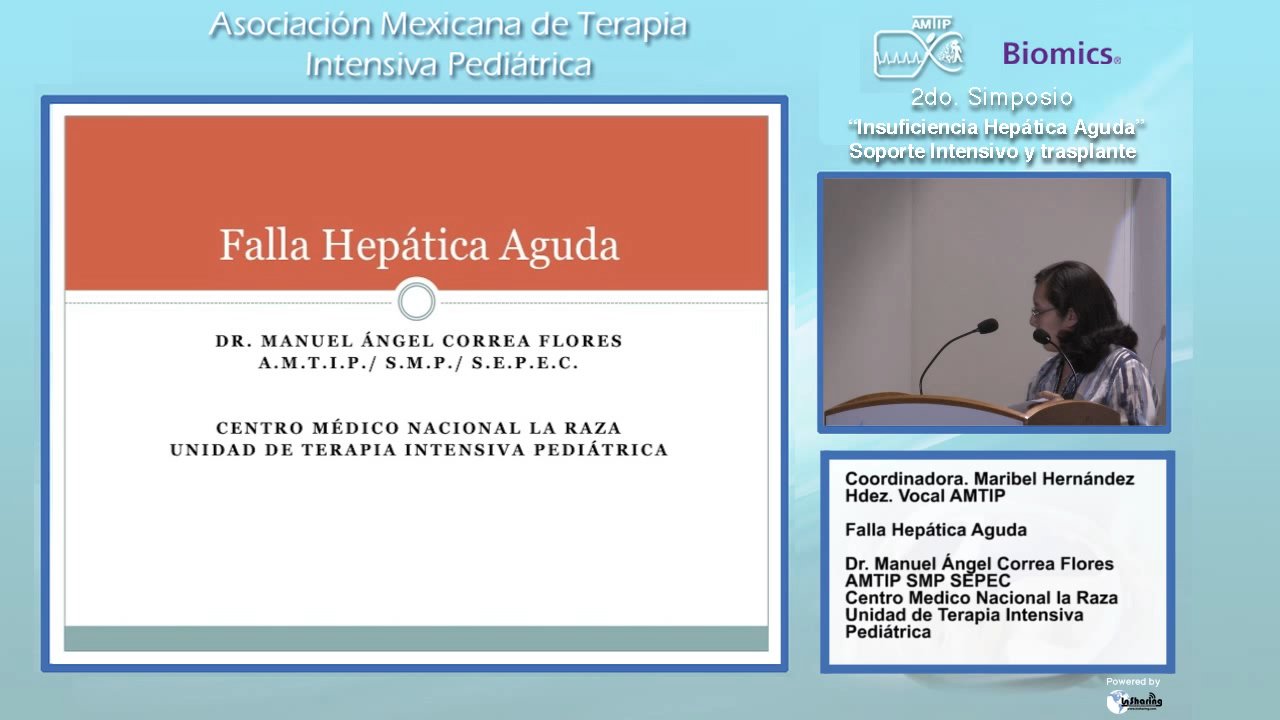 Asociación Mexicana de Terapia
Intensiva Pediátrica
AMTIP
Biomics®
2do. Simposio
“Insuficiencia Hepática Aguda”
Soporte Intensivo y trasplante
Falla Hepática Aguda
DR. MANUEL ÁNGEL CORREA FLORES
A.M.T.I.P./ S.M.P./ S.E.P.E.C.
CENTRO MÉDICO NACIONAL LA RAZA
UNIDAD DE TERAPIA INTENSIVA PEDIÁTRICA
Coordinadora. Maribel Hernández
Hdez. Vocal AMTIP
Falla Hepática Aguda
Dr. Manuel Ángel Correa Flores
AMTIP SMP SEPEC
Centro Medico Nacional la Raza
Unidad de Terapia Intensiva
Pediátrica
Powered by
InSharing